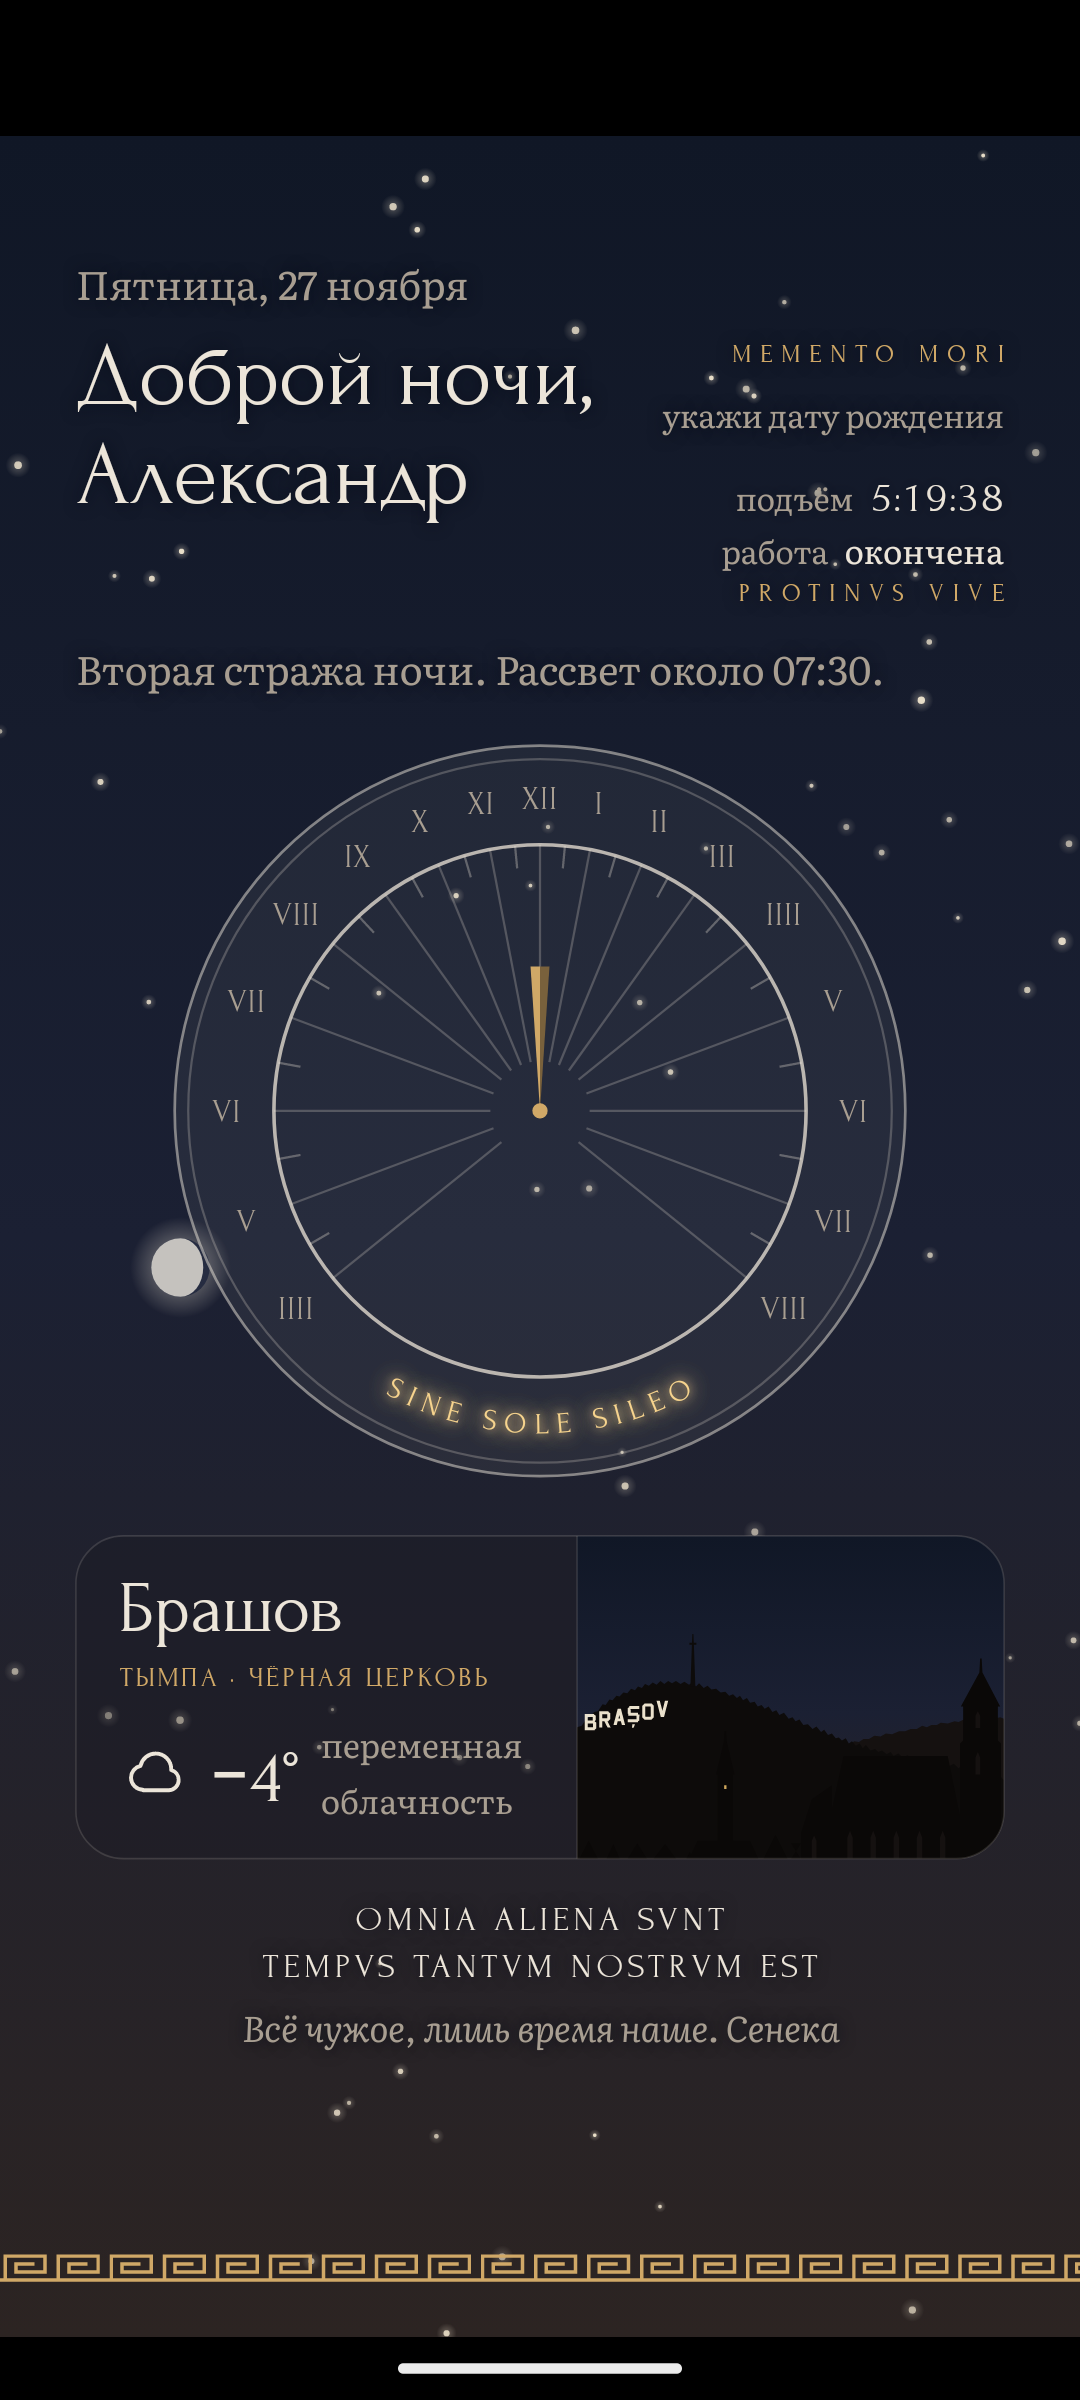 Пятница, 27 ноября
Доброй ночи,
Александр
MEMENTO MORI
укажи дату рождения
подъём 5:19:38
работа окончена
PROTINVS VIVE
Вторая стража ночи. Рассвет около 07:30.
XII
I
II
III
IIII
V
VI
VII
VIII
IIII
V
VI
VII
VIII
IX
X
XI
SINE SOLE SILEO
Брашов
ТЫМПА · ЧЁРНАЯ ЦЕРКОВЬ
−4° переменная
облачность
BRAȘOV
OMNIA ALIENA SVNT
TEMPVS TANTVM NOSTRVM EST
Всё чужое, лишь время наше. Сенека